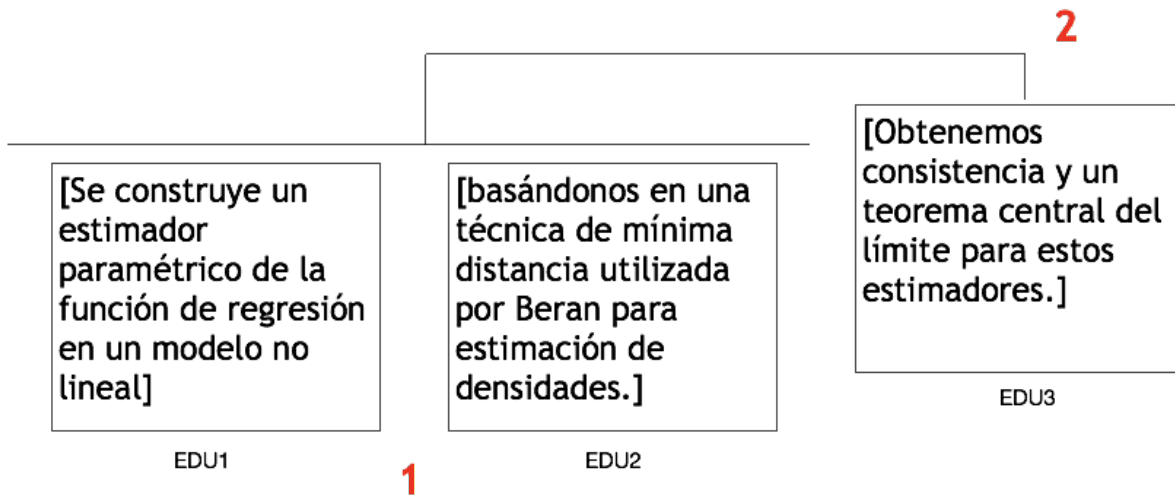 2
[Se construye un
estimador
paramétrico de la
función de regresión
en un modelo no
lineal]
EDU1
1
[basándonos en una
técnica de mínima
distancia utilizada
por Beran para
estimación de
densidades.]
EDU2
[Obtenemos
consistencia y un
teorema central del
límite para estos
estimadores.]
EDU3